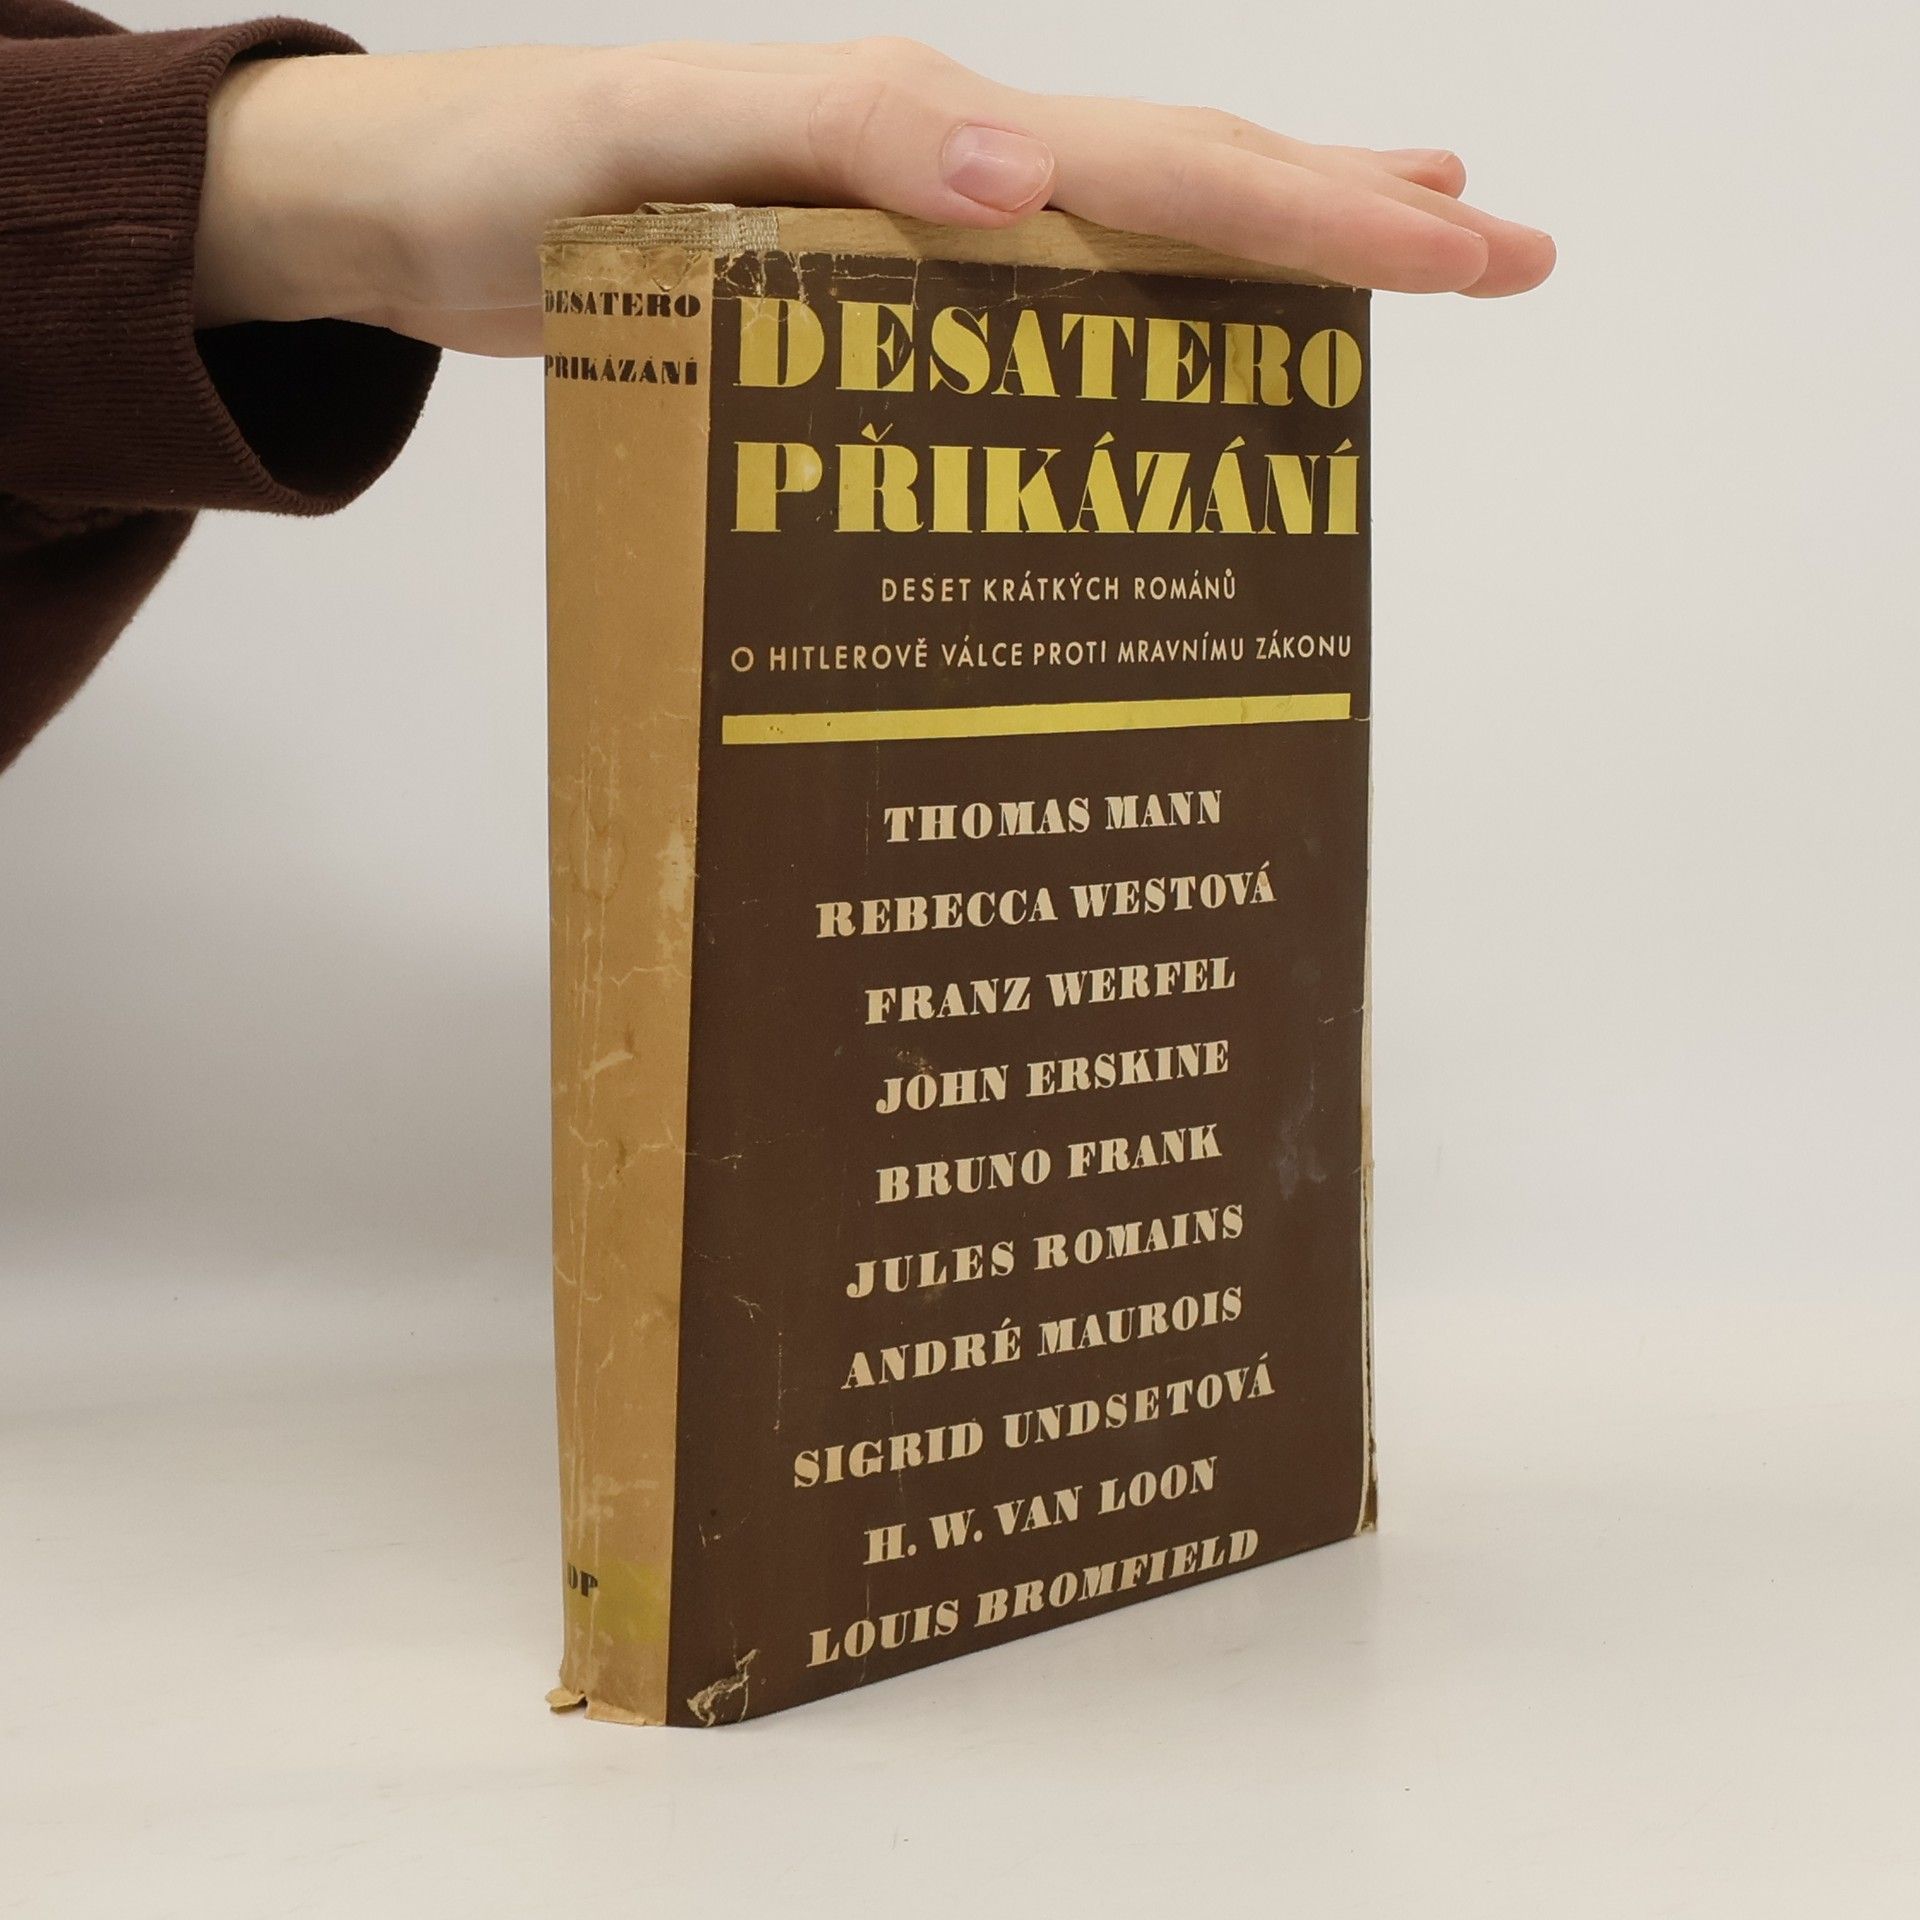 DESATERO
PŘIKÁZÁNÍ
DP
DESATERO
PŘIKÁZÁNÍ
DESET KRÁTKÝCH ROMÁNŮ
O HITLEROVĚ VÁLCE PROTI MRAVNÍMU ZÁKONU
THOMAS MANN
REBECCA WESTOVÁ
FRANZ WERFEL
JOHN ERSKINE
BRUNO FRANK
JULES ROMAINS
ANDRÉ MAUROIS
SIGRID UNDSETOVÁ
H. W. VAN LOON
LOUIS BROMFIELD